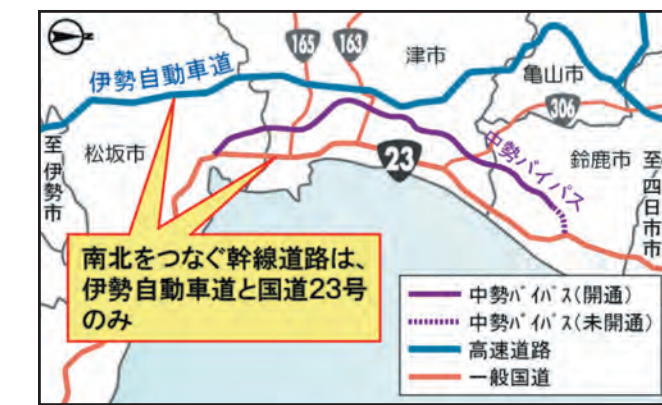 165
163
津市
伊勢自動車道
亀山市
306
至伊勢市
松坂市
23
中勢バイパス
鈴鹿市
至四日市市
南北をつなぐ幹線道路は、
伊勢自動車道と国道23号
のみ
中勢ﾊﾞｲﾊﾟｽ(開通)
中勢ﾊﾞｲﾊﾟｽ(未開通)
高速道路
一般国道